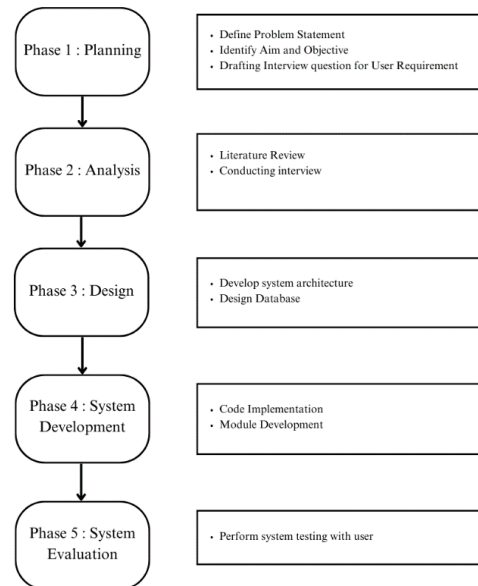 Phase 1 : Planning
• Define Problem Statement
• Identify Aim and Objective
• Drafting Interview question for User Requirement
Phase 2 : Analysis
• Literature Review
• Conducting interview
Phase 3 : Design
• Develop system architecture
• Design Database
Phase 4 : System
Development
• Code Implementation
• Module Development
Phase 5 : System
Evaluation
• Perform system testing with user